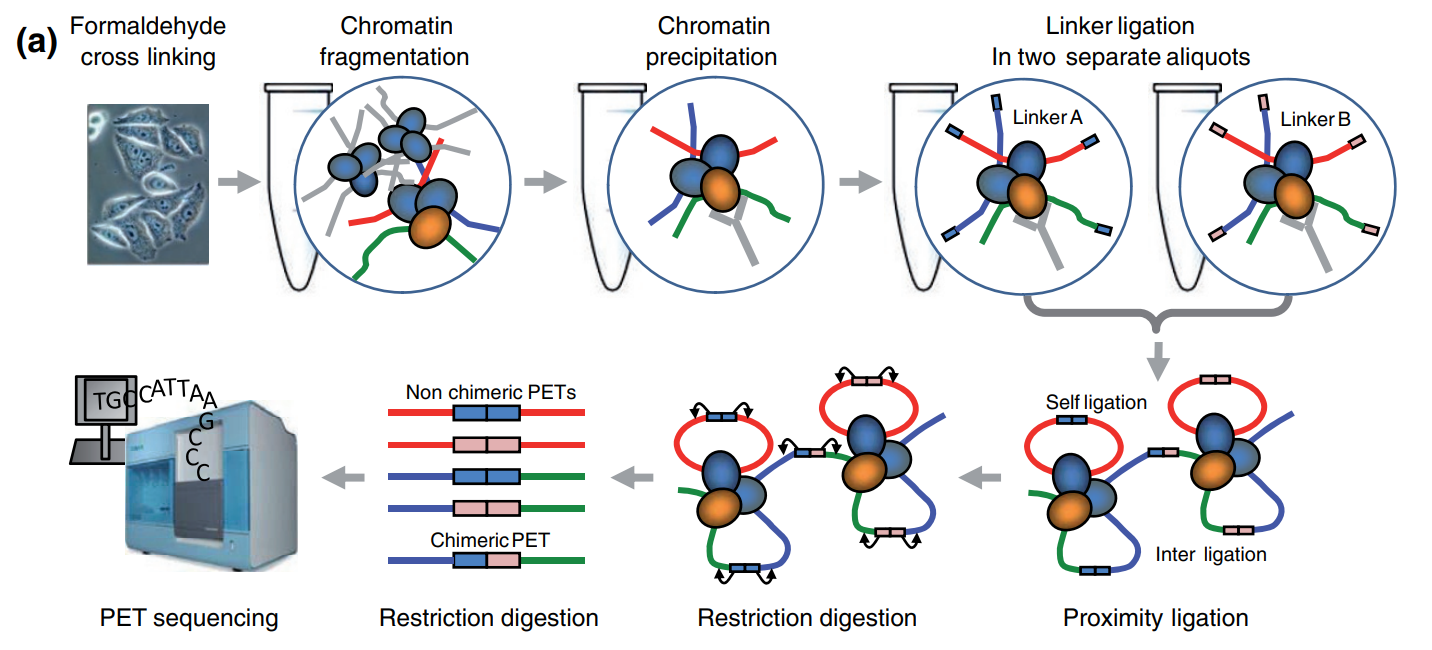 (a)
Formaldehyde
cross linking
Chromatin
fragmentation
Chromatin
precipitation
Linker ligation
In two separate aliquots
Linker A
Linker B
Self ligation
Inter ligation
Proximity ligation
Restriction digestion
Non chimeric PETs
Chimeric PET
Restriction digestion
TGCCATTAAGCCC
PET sequencing